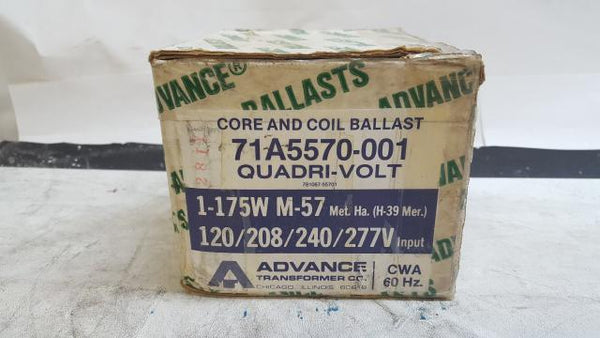 ADVANCE®
BALLASTS
ADVANCE
CORE AND COIL BALLAST
71A5570-001
QUADRI-VOLT
1-175W M-57 Met. Ha. (H-39 Mer.)
120/208/240/277V Input
ADVANCE
TRANSFORMER CO.
CHICAGO, ILLINOIS
CWA
60 Hz.